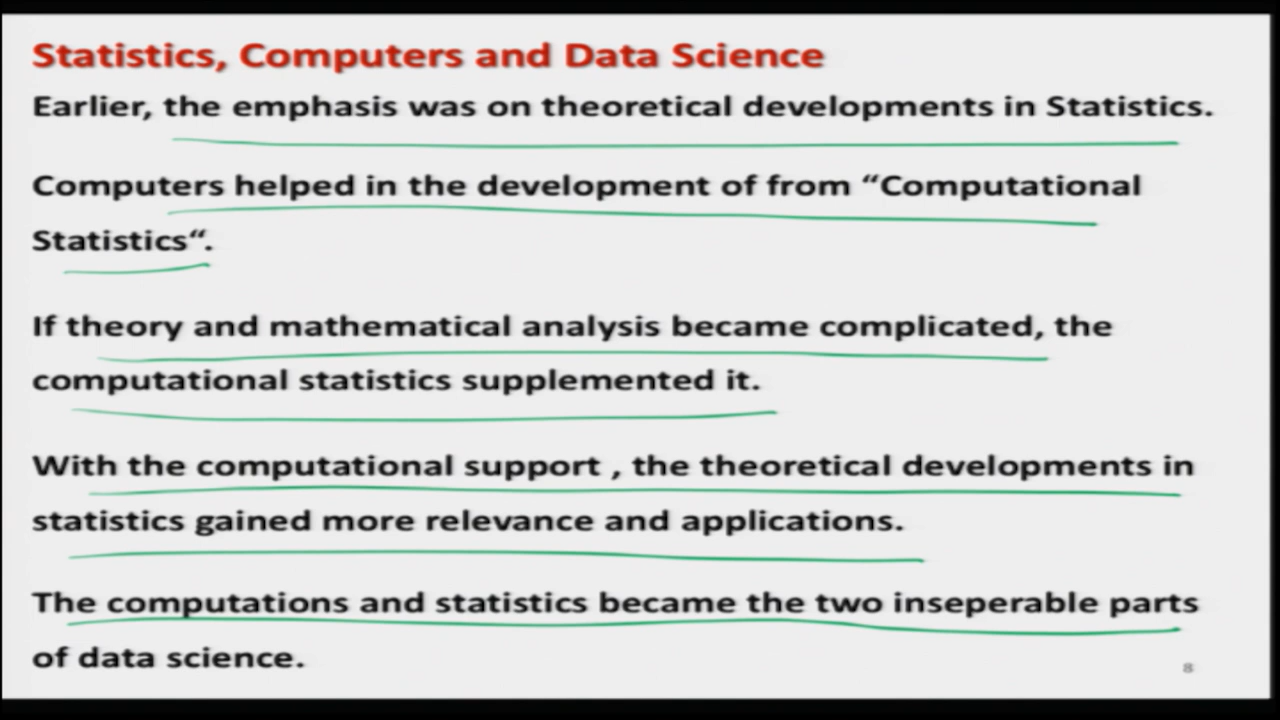 Statistics, Computers and Data Science
Earlier, the emphasis was on theoretical developments in Statistics.
Computers helped in the development of from “Computational
Statistics“.
If theory and mathematical analysis became complicated, the
computational statistics supplemented it.
With the computational support , the theoretical developments in
statistics gained more relevance and applications.
The computations and statistics became the two inseperable parts
of data science.
8